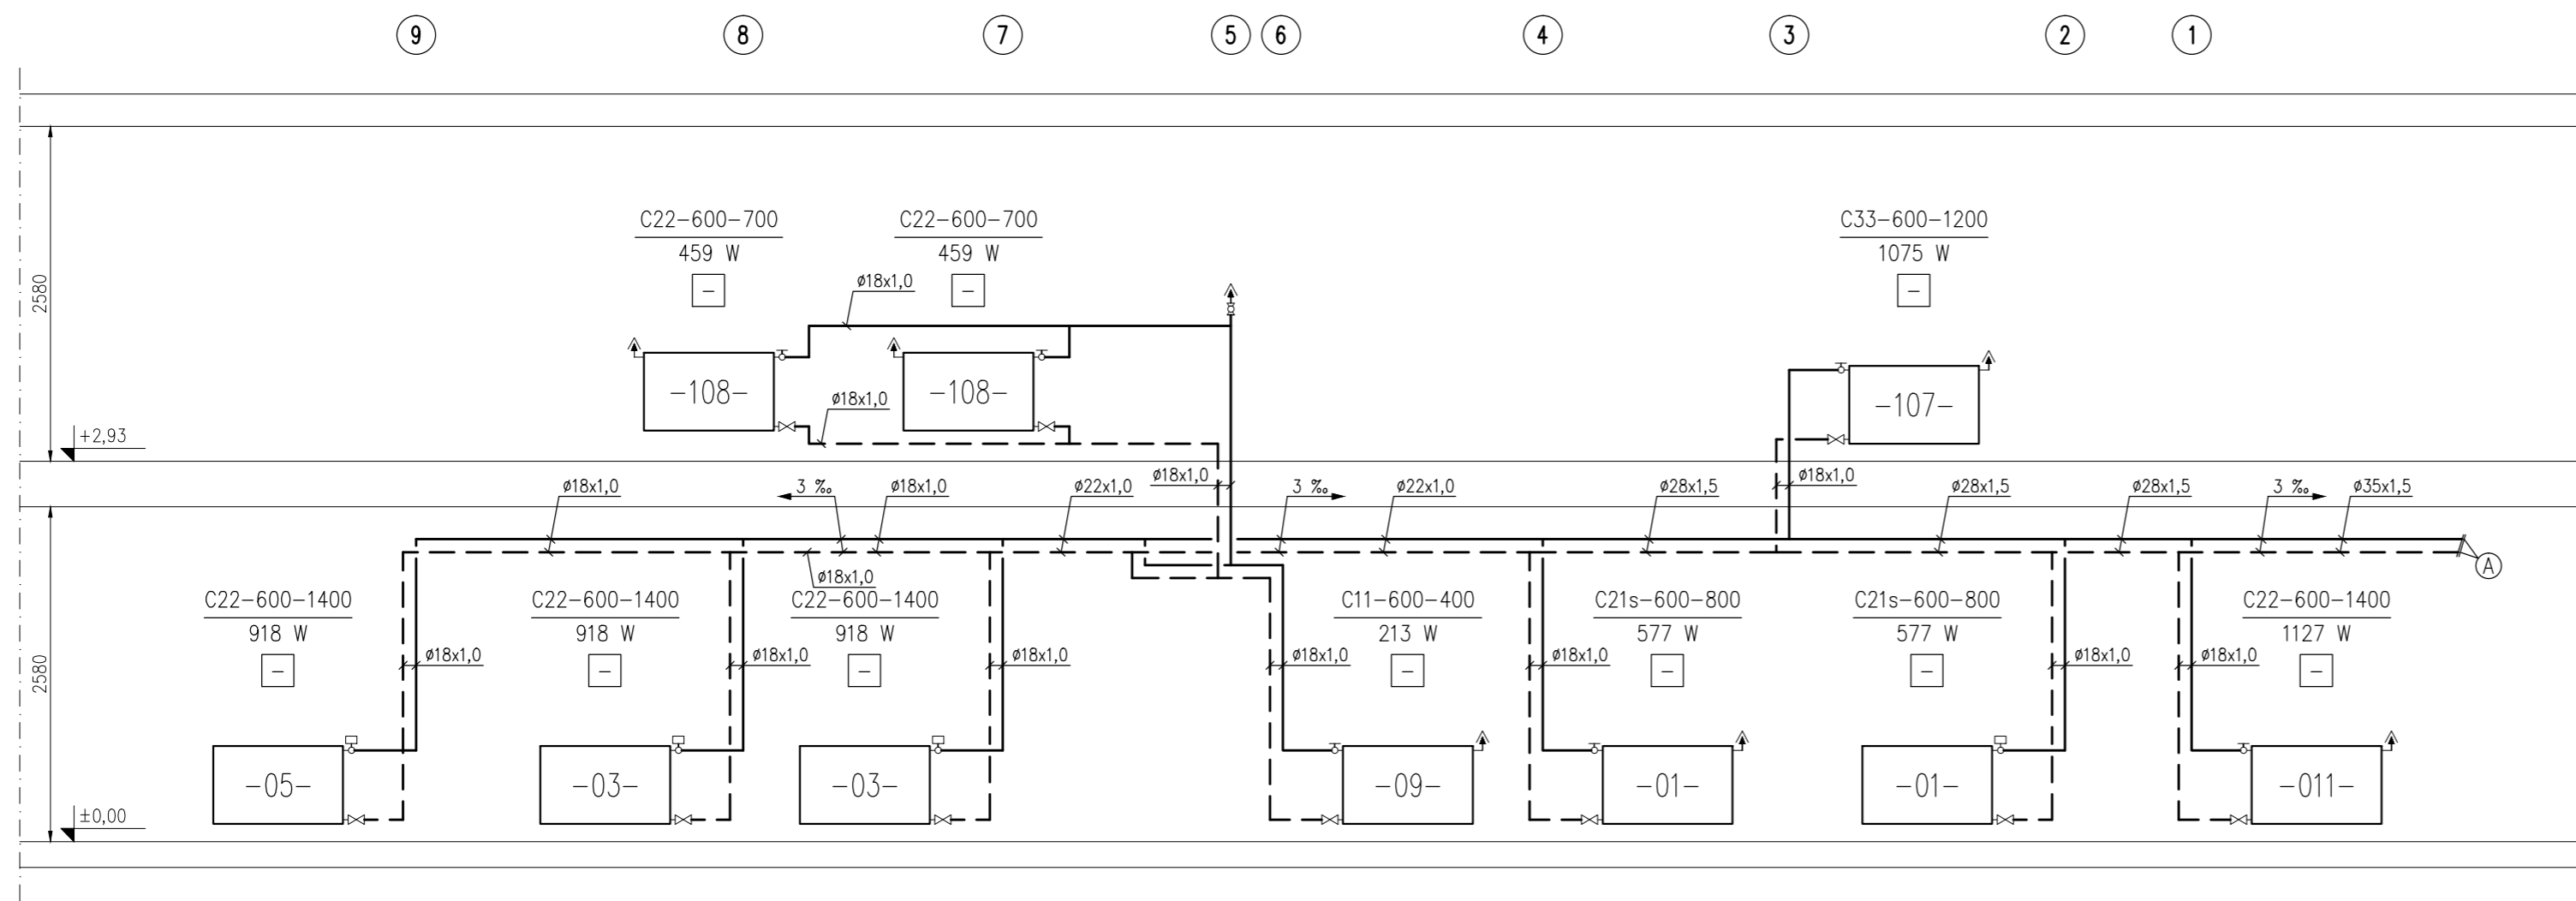 9 8 7 5 6 4 3 2 1
2580
C22-600-700
459 W
-
C22-600-700
459 W
-
C33-600-1200
1075 W
-
ø18x1,0
-108-
-108-
-107-
ø18x1,0
+2,93
ø18x1,0
3 ‰
ø18x1,0
ø22x1,0
ø18x1,0
3 ‰
ø22x1,0
ø28x1,5
ø18x1,0
ø28x1,5
ø28x1,5
3 ‰
ø35x1,5
A
2580
ø18x1,0
C22-600-1400
918 W
-
ø18x1,0
C22-600-1400
918 W
-
ø18x1,0
C22-600-1400
918 W
-
ø18x1,0
C11-600-400
213 W
-
ø18x1,0
C21s-600-800
577 W
-
ø18x1,0
C21s-600-800
577 W
-
ø18x1,0
C22-600-1400
1127 W
-
ø18x1,0
-05-
-03-
-03-
-09-
-01-
-01-
-011-
±0,00